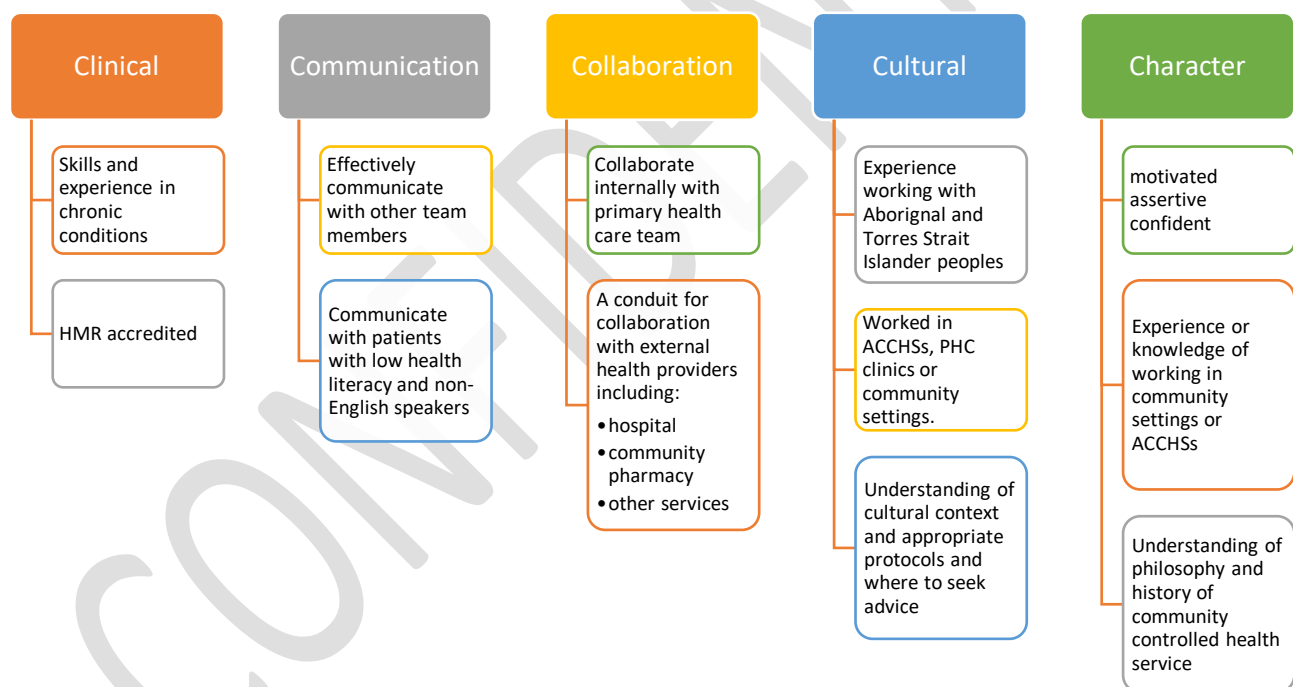 Clinical
Skills and
experience in
chronic
conditions
HMR accredited
Communication
Effectively
communicate
with other team
members
Communicate
with patients
with low health
literacy and non-
English speakers
Collaboration
Collaborate
internally with
primary health
care team
A conduit for
collaboration
with external
health providers
including:
•hospital
•community
pharmacy
•other services
Cultural
Experience
working with
Aborignal and
Torres Strait
Islander peoples
Worked in
ACCHSs, PHC
clinics or
community
settings.
Understanding of
cultural context
and appropriate
protocols and
where to seek
advice
Character
motivated
assertive
confident
Experience or
knowledge of
working in
community
settings or
ACCHSs
Understanding of
philosophy and
history of
community
controlled health
service